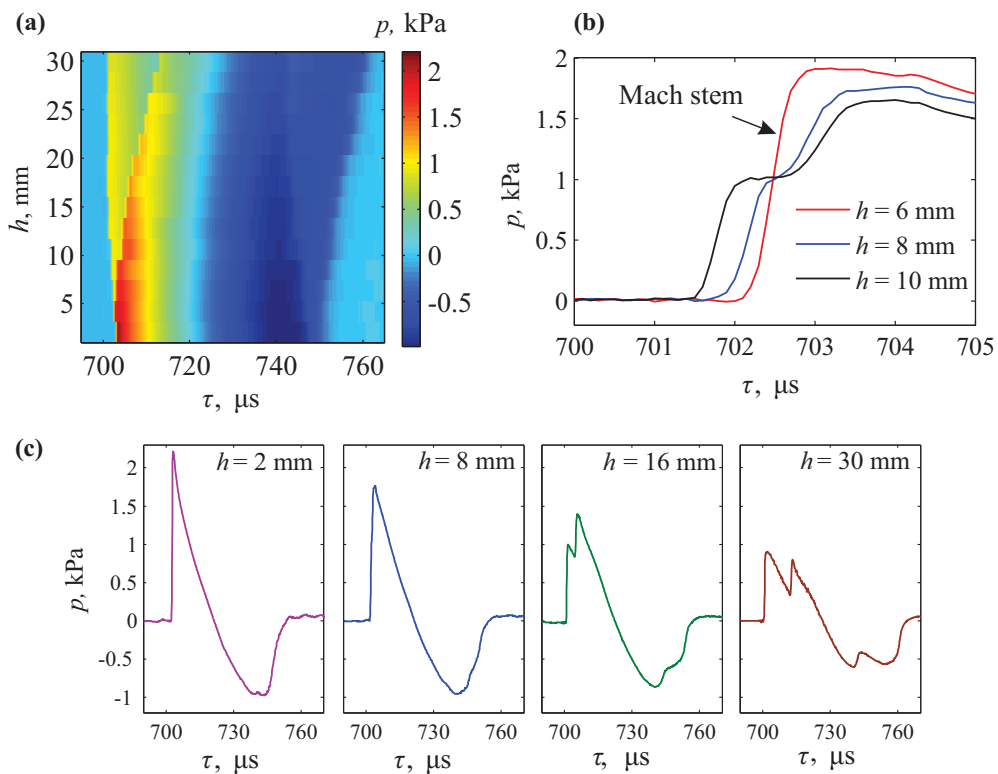 (a)
p, kPa
30
25
20
15
10
5
h, mm
700 720 740 760
τ, μs
2
1.5
1
0.5
0
-0.5
(b)
2
1.5
1
0.5
0
p, kPa
Mach stem
h = 6 mm
h = 8 mm
h = 10 mm
700 701 702 703 704 705
τ, μs
(c)
2
1.5
1
0.5
0
-0.5
-1
p, kPa
h = 2 mm
700 730 760
τ, μs
h = 8 mm
700 730 760
τ, μs
h = 16 mm
700 730 760
τ, μs
h = 30 mm
700 730 760
τ, μs